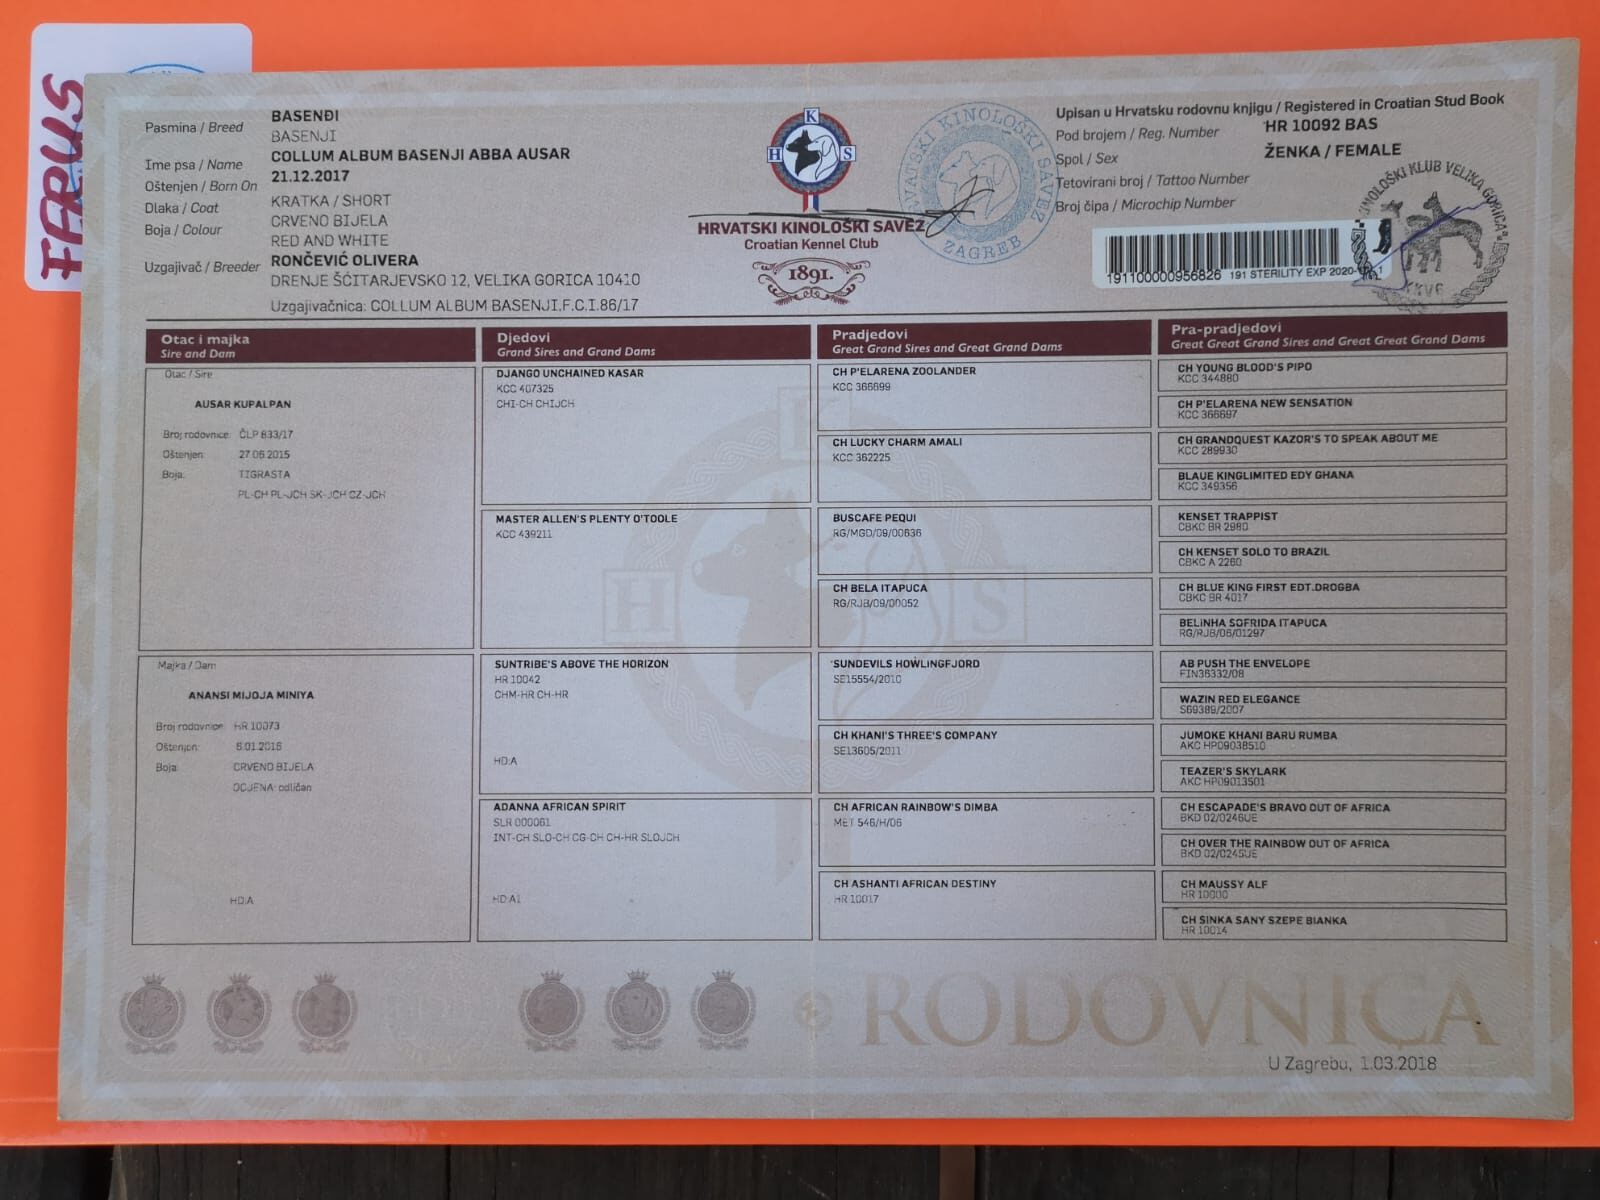 FARUS
Pasmina / Breed
BASENĐI
BASENJI
Ime psa / Name
COLLUM ALBUM BASENJI ABBA AUSAR
Oštenjen / Born On
21.12.2017
Dlaka / Coat
KRATKA / SHORT
Boja / Colour
CRVENO BIJELA
RED AND WHITE
Uzgajivač / Breeder
RONČEVIĆ OLIVERA
DRENJE ŠĆITARJEVSKO 12, VELIKA GORICA 10410
Uzgajivačnica: COLLUM ALBUM BASENJI,F.C.I.86/17
H K S
HRVATSKI KINOLOŠKI SAVEZ
Croatian Kennel Club
1891.
HRVATSKI KINOLOŠKI SAVEZ
ZAGREB
Upisan u Hrvatsku rodovnu knjigu / Registered in Croatian Stud Book
Pod brojem / Reg. Number
HR 10092 BAS
Spol / Sex
ŽENKA / FEMALE
Tetovirani broj / Tattoo Number
Broj čipa / Microchip Number
191100000956826 191 STERILITY EXP 2020-
KINOLOŠKI KLUB VELIKA GORICA
KKVG
Otac i majka
Sire and Dam
Djedovi
Grand Sires and Grand Dams
Pradjedovi
Great Grand Sires and Great Grand Dams
Pra-pradjedovi
Great Great Grand Sires and Great Great Grand Dams
Otac / Sire
AUSAR KUPALPAN
Broj rodovnice: ČLP 833/17
Oštenjen: 27.06.2015
Boja: TIGRASTA
PL-CH PL-JCH SK-JCH CZ-JCH
Majka / Dam
ANANSI MIJOJA MINIYA
Broj rodovnice: HR 10073
Oštenjen: 6.01.2016
Boja: CRVENO BIJELA
OCJENA: odličan
HD:A
DJANGO UNCHAINED KASAR
KCC 407325
CHI-CH CHIJCH
MASTER ALLEN'S PLENTY O'TOOLE
KCC 439211
SUNTRIBE'S ABOVE THE HORIZON
HR 10042
CHM-HR CH-HR
HD:A
ADANNA AFRICAN SPIRIT
SLR 000061
INT-CH SLO-CH CG-CH CH-HR SLOJCH
HD:A1
CH P'ELARENA ZOOLANDER
KCC 366699
CH LUCKY CHARM AMALI
KCC 362225
BUSCAFE PEQUI
RG/MGD/09/00636
CH BELA ITAPUCA
RG/RJB/09/00052
SUNDEVILS HOWLINGFJORD
SE15554/2010
CH KHANI'S THREE'S COMPANY
SE13605/2011
CH AFRICAN RAINBOW'S DIMBA
MET 546/H/06
CH ASHANTI AFRICAN DESTINY
HR 10017
CH YOUNG BLOOD'S PIPO
KCC 344880
CH P'ELARENA NEW SENSATION
KCC 366697
CH GRANDQUEST KAZOR'S TO SPEAK ABOUT ME
KCC 289930
BLAUE KINGLIMITED EDY GHANA
KCC 349356
KENSET TRAPPIST
CBKC BR 2980
CH KENSET SOLO TO BRAZIL
CBKC A 2260
CH BLUE KING FIRST EDT.DROGBA
CBKC BR 4017
BELINHA SOFRIDA ITAPUCA
RG/RJB/06/01297
AB PUSH THE ENVELOPE
FIN36332/08
WAZIN RED ELEGANCE
S69389/2007
JUMOKE KHANI BARU RUMBA
AKC HP09038510
TEAZER'S SKYLARK
AKC HP09013501
CH ESCAPADE'S BRAVO OUT OF AFRICA
BKD 02/0246UE
CH OVER THE RAINBOW OUT OF AFRICA
BKD 02/0245UE
CH MAUSSY ALF
HR 10000
CH SINKA SANY SZEPE BIANKA
HR 10014
H K S
RODOVNICA
U Zagrebu, 1.03.2018